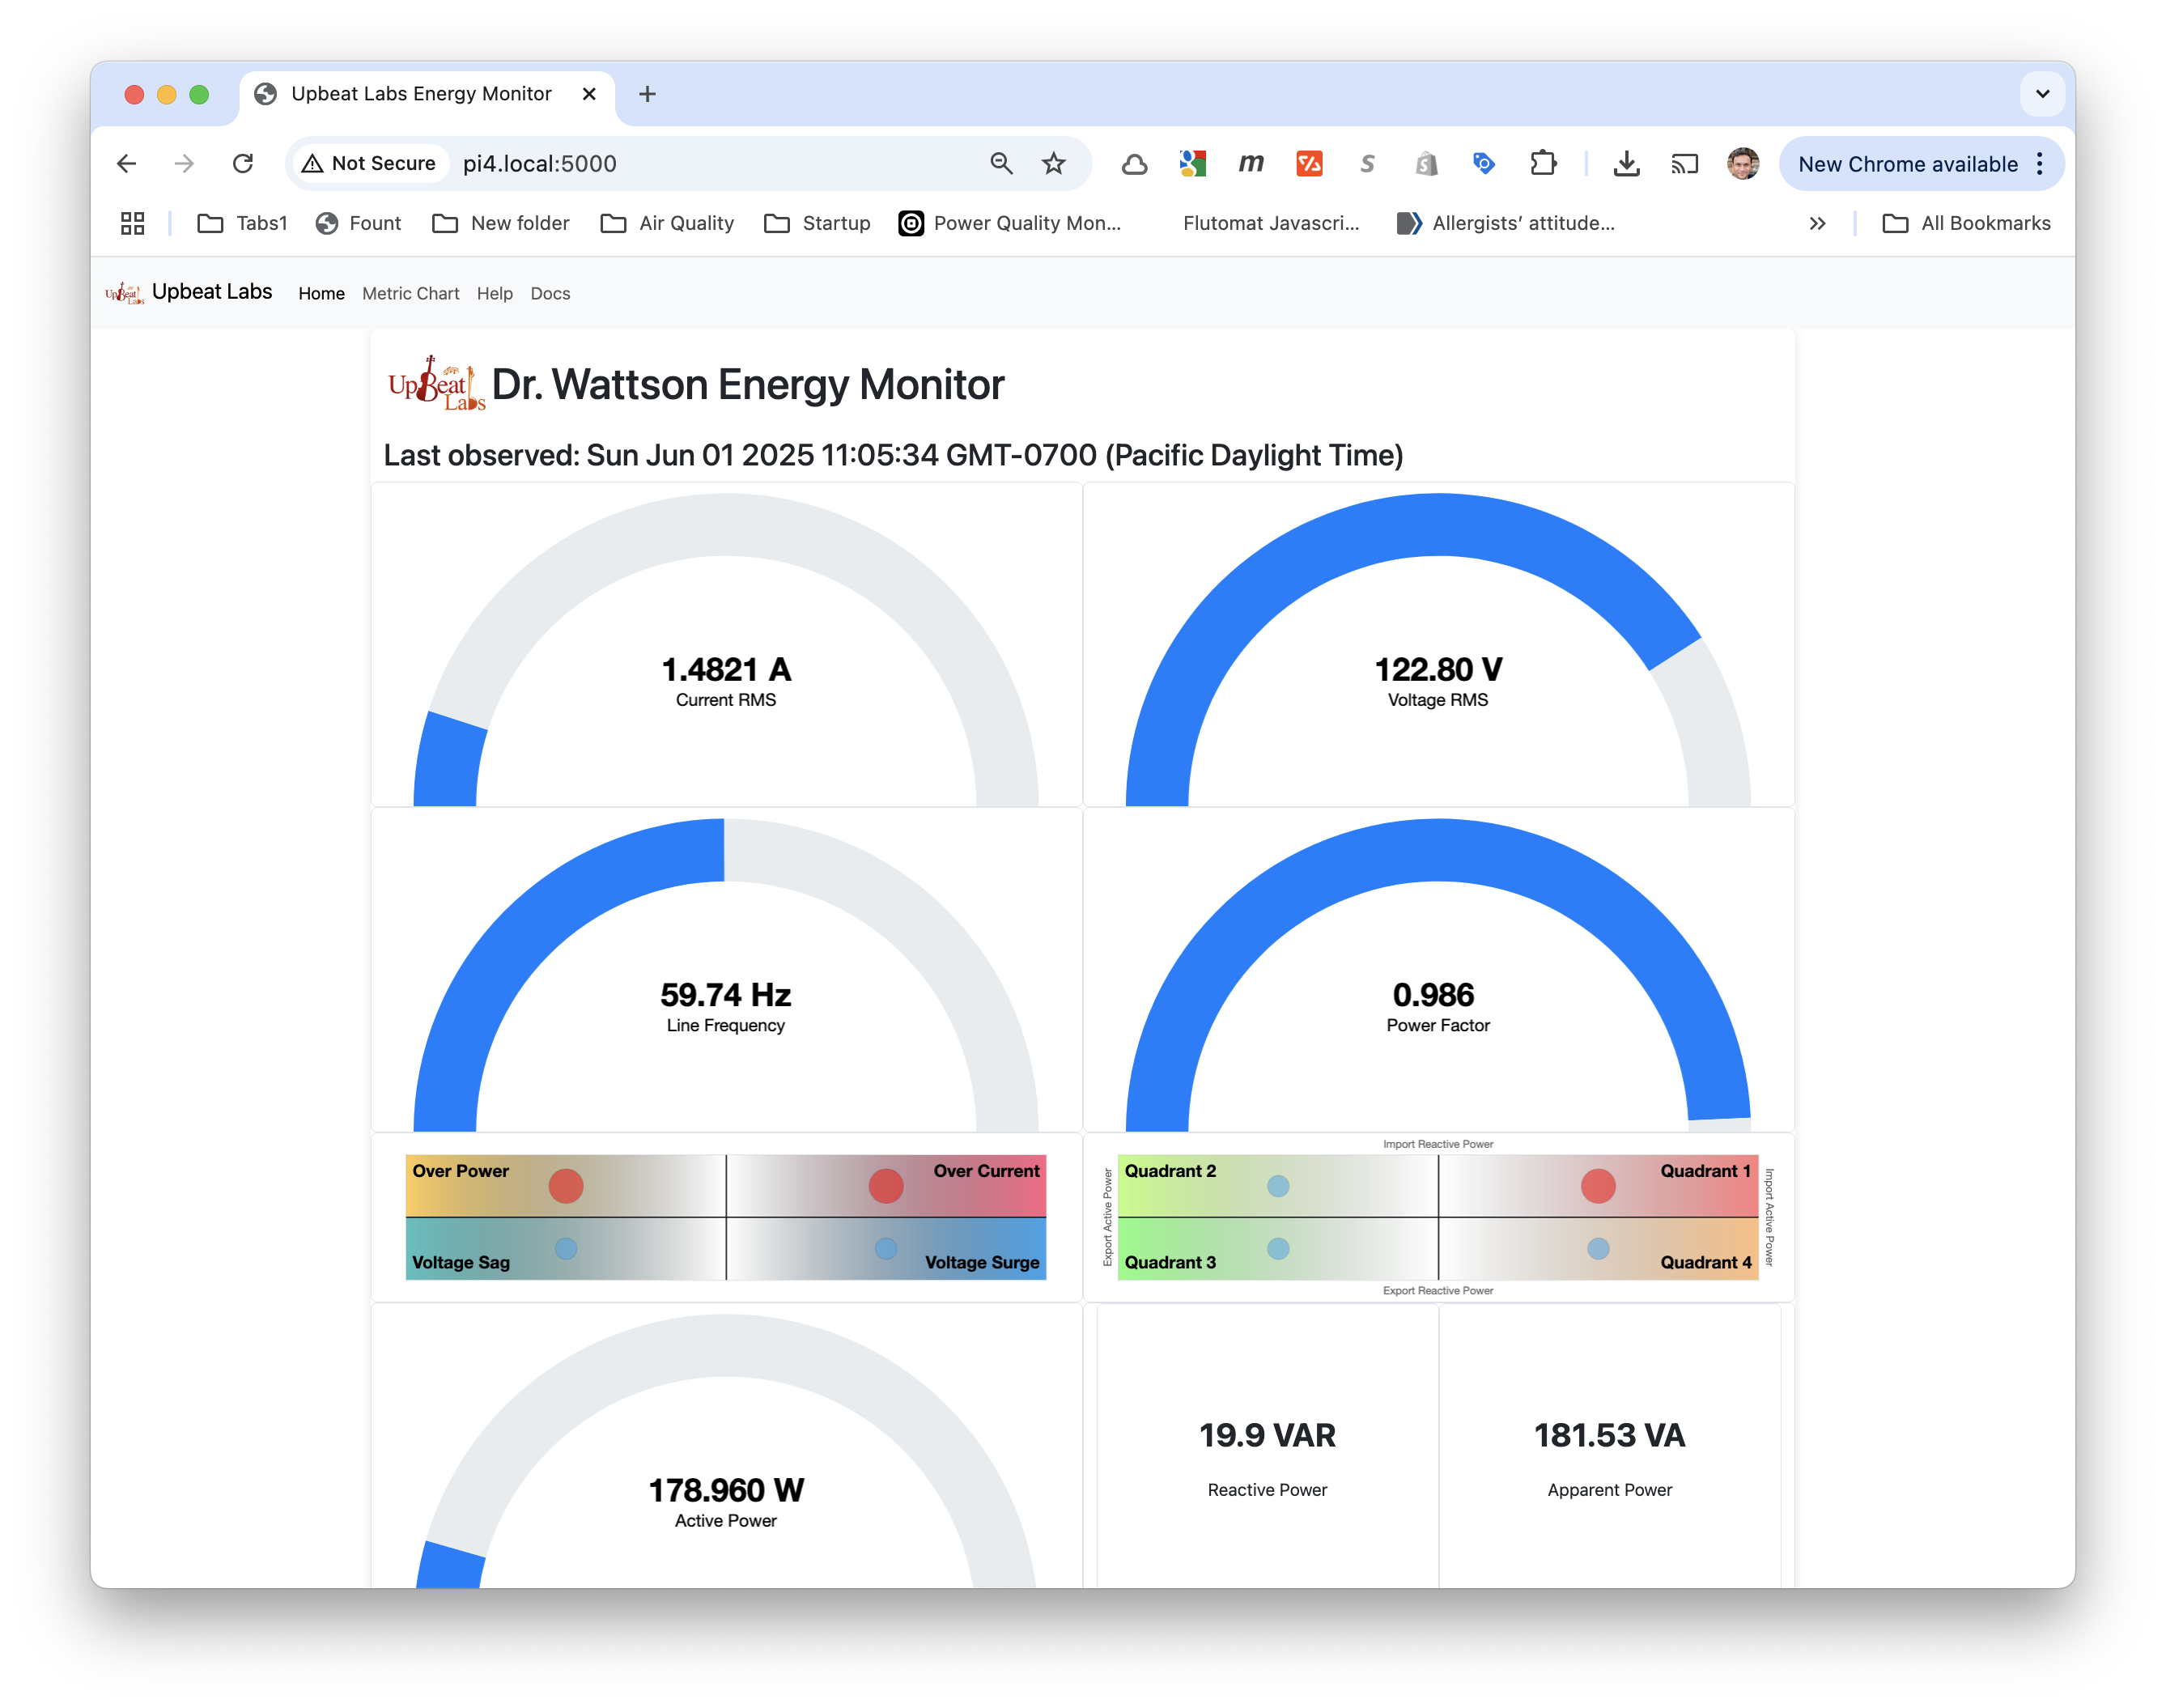 Upbeat Labs Energy Monitor
Not Secure pi4.local:5000
New Chrome available
Tabs1 Fount New folder Air Quality Startup Power Quality Mon... Flutomat Javascri... Allergists’ attitude... All Bookmarks
UpBeat Labs Upbeat Labs Home Metric Chart Help Docs
UpBeat Labs Dr. Wattson Energy Monitor
Last observed: Sun Jun 01 2025 11:05:34 GMT-0700 (Pacific Daylight Time)
1.4821 A
Current RMS
122.80 V
Voltage RMS
59.74 Hz
Line Frequency
0.986
Power Factor
Over Power Over Current
Voltage Sag Voltage Surge
Import Reactive Power
Export Active Power
Quadrant 2 Quadrant 1
Quadrant 3 Quadrant 4
Import Active Power
Export Reactive Power
178.960 W
Active Power
19.9 VAR
Reactive Power
181.53 VA
Apparent Power